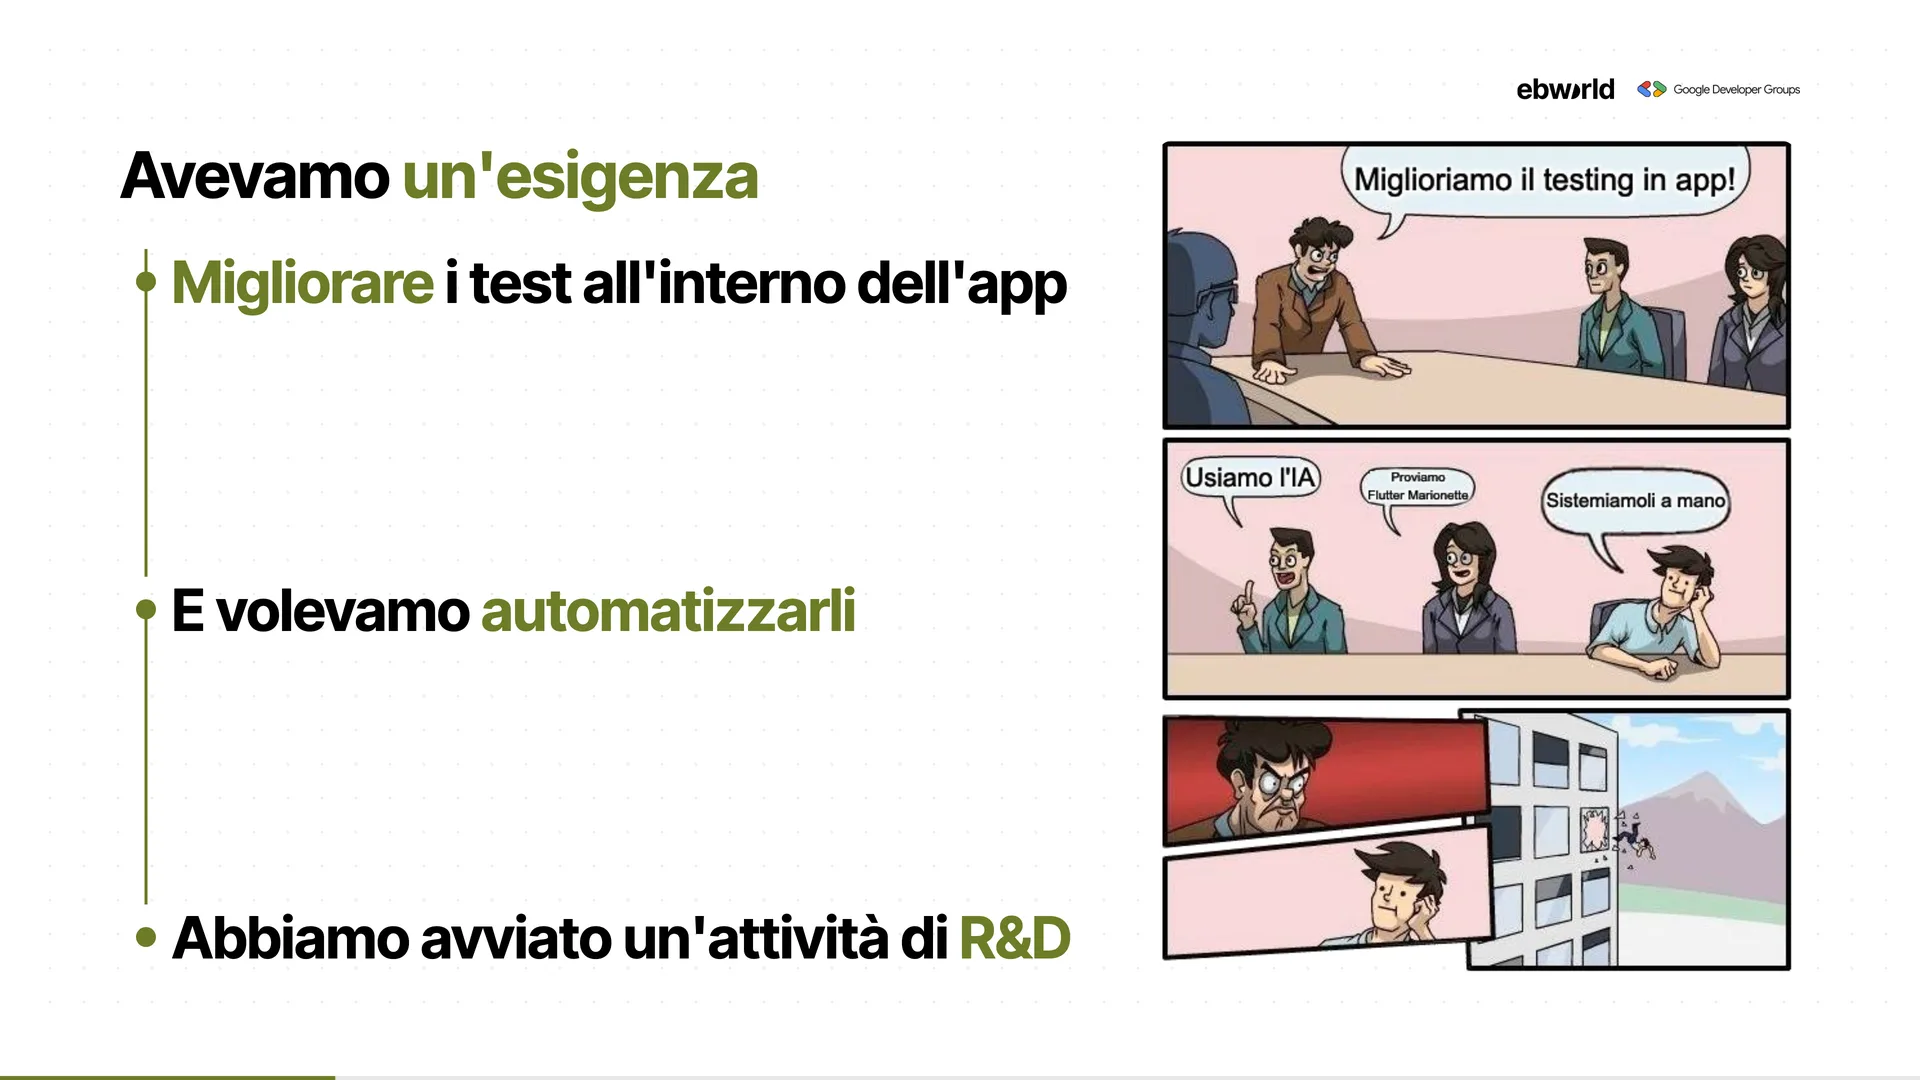 ebworld
Google Developer Groups
Avevamo un'esigenza
Migliorare i test all'interno dell'app
E volevamo automatizzarli
Abbiamo avviato un'attività di R&D
Miglioriamo il testing in app!
Usiamo l'IA
Proviamo
Flutter Marionette
Sistemiamoli a mano